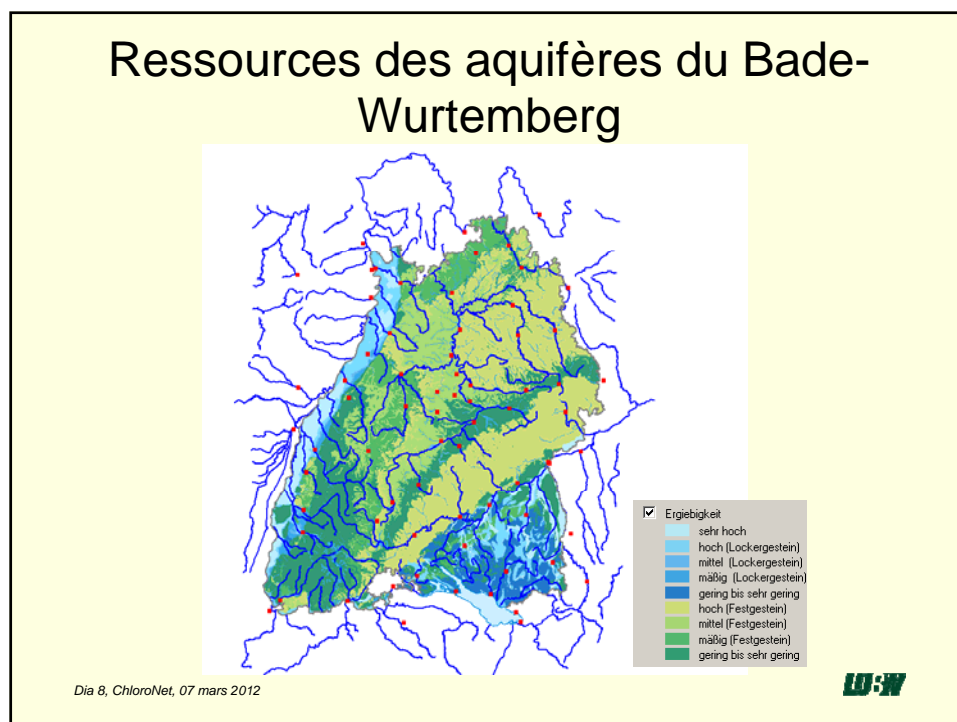 Ressources des aquifères du Bade-
Wurtemberg
Ergiebigkeit
sehr hoch
hoch (Lockergestein)
mittel (Lockergestein)
mäßig (Lockergestein)
gering bis sehr gering
hoch (Festgestein)
mittel (Festgestein)
mäßig (Festgestein)
gering bis sehr gering
Dia 8, ChloroNet, 07 mars 2012